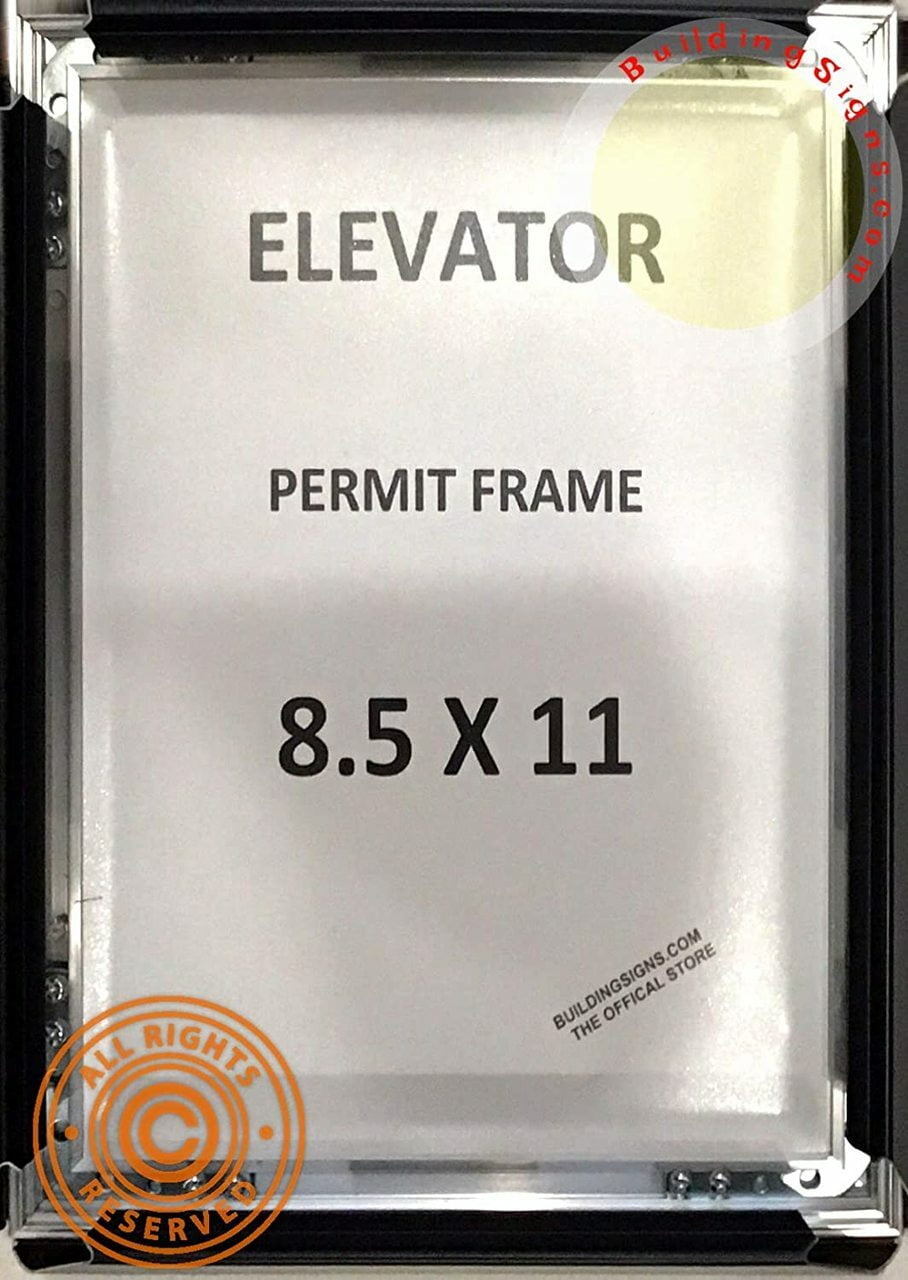 BuildingSigns.com
ELEVATOR
PERMIT FRAME
8.5 X 11
BUILDINGSIGNS.COM
THE OFFICAL STORE
ALL RIGHTS
C
RESERVED